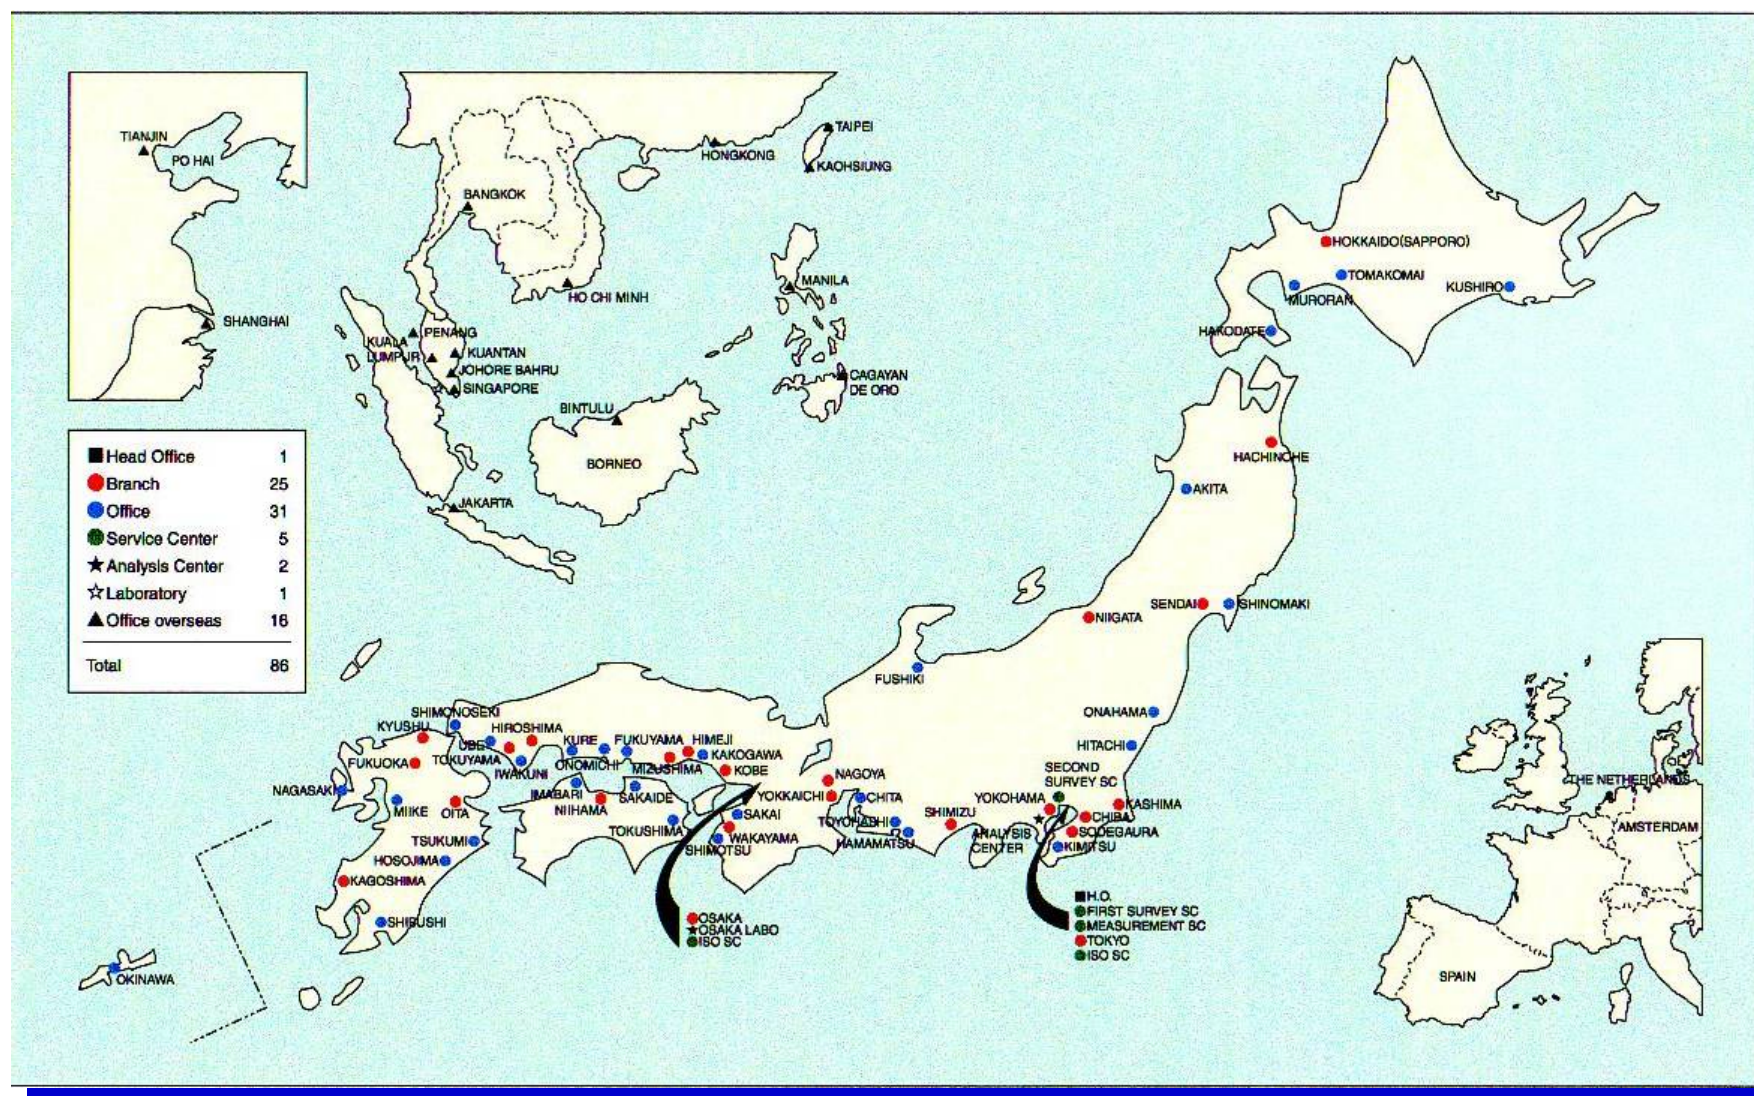 TIANJIN
PO HAI
SHANGHAI
TAIPEI
HONGKONG
KAOHSIUNG
BANGKOK
HO CHI MINH
MANILA
PENANG
KUALA
LUMPUR
KUANTAN
JOHORE BAHRU
SINGAPORE
CAGAYAN
DE ORO
BINTULU
BORNEO
JAKARTA
Head Office 1
Branch 25
Office 31
Service Center 5
Analysis Center 2
Laboratory 1
Office overseas 16
Total 86
HOKKAIDO(SAPPORO)
TOMAKOMAI
MURORAN
KUSHIRO
HAKODATE
HACHINOHE
AKITA
SENDAI
SHINOMAKI
NIIGATA
FUSHIKI
ONAHAMA
HITACHI
SECOND
SURVEY SC
YOKOHAMA
KASHIMA
CHIBA
SODEGAURA
KIMITSU
ANALYSIS
CENTER
SHIMIZU
NAGOYA
YOKKAICHI
CHITA
TOYOHASHI
HAMAMATSU
SHIMONOSEKI
KYUSHU
HIROSHIMA
UBE
KURE
FUKUYAMA
HIMEJI
KAKOGAWA
FUKUOKA
TOKUYAMA
IWAKUNI
ONOMICHI
MIZUSHIMA
KOBE
NAGASAKI
MIIKE
OITA
IMABARI
NIIHAMA
SAKAIDE
TOKUSHIMA
SAKAI
WAKAYAMA
SHIMOTSU
TSUKUMI
HOSOJIMA
KAGOSHIMA
SHIBUSHI
OKINAWA
OSAKA
OSAKA LABO
ISO SC
H.O.
FIRST SURVEY SC
MEASUREMENT SC
TOKYO
ISO SC
THE NETHERLANDS
AMSTERDAM
SPAIN